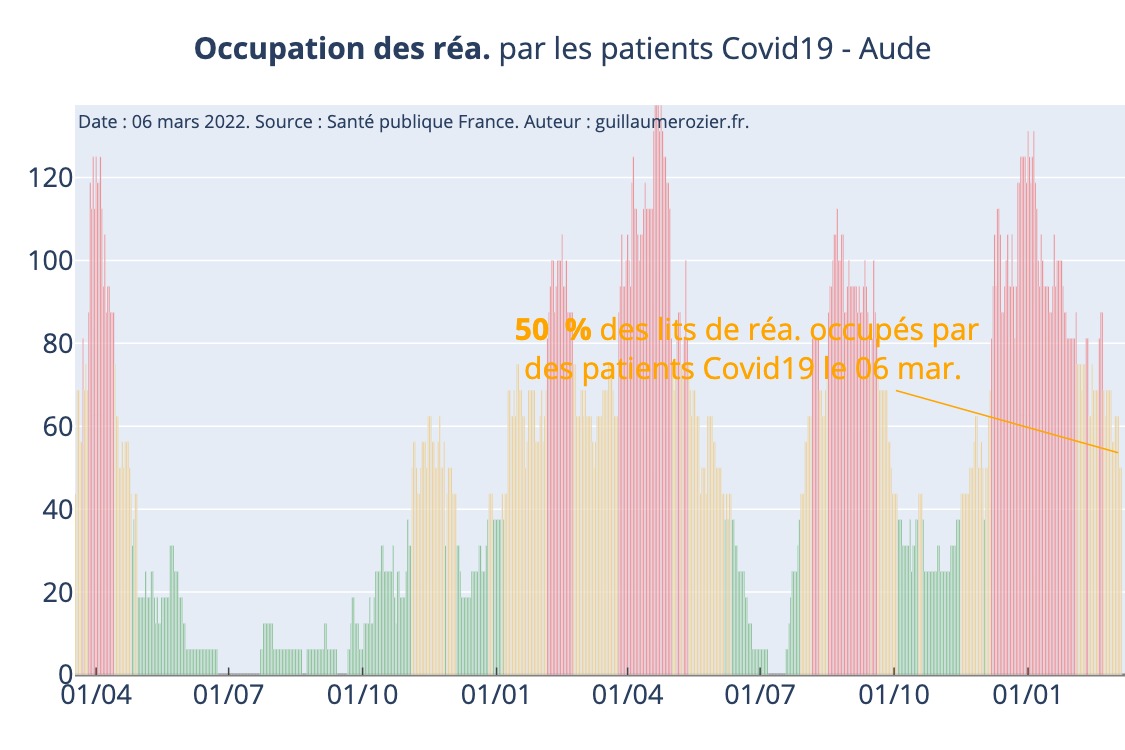 Occupation des réa. par les patients Covid19 - Aude
Date : 06 mars 2022. Source : Santé publique France. Auteur : guillaumerozier.fr.
120
100
80
60
40
20
0
50 % des lits de réa. occupés par
des patients Covid19 le 06 mar.
01/04 01/07 01/10 01/01 01/04 01/07 01/10 01/01